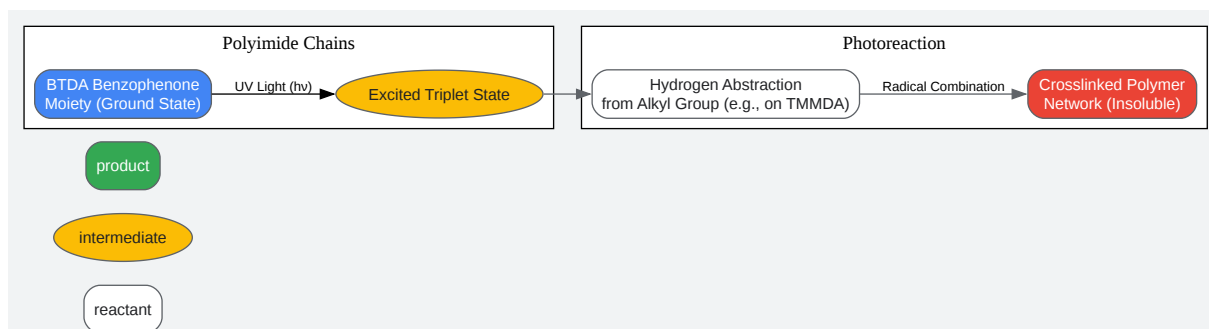 Polyimide Chains
Photoreaction
BTDA Benzophenone
Moiety (Ground State)
UV Light (hν)
Excited Triplet State
Hydrogen Abstraction
from Alkyl Group (e.g., on TMMDA)
Radical Combination
Crosslinked Polymer
Network (Insoluble)
product
intermediate
reactant